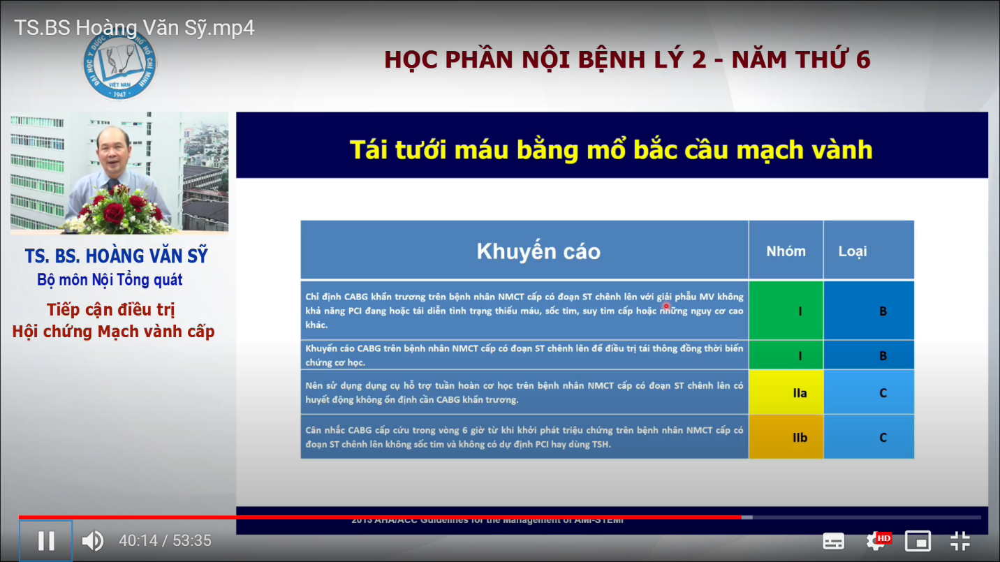 TS.BS Hoàng Văn Sỹ.mp4
ĐẠI HỌC Y DƯỢC THÀNH PHỐ HỒ CHÍ MINH
VIỆT NAM
1947
HỌC PHẦN NỘI BỆNH LÝ 2 - NĂM THỨ 6
TS. BS. HOÀNG VĂN SỸ
Bộ môn Nội Tổng quát
Tiếp cận điều trị
Hội chứng Mạch vành cấp
Tái tưới máu bằng mổ bắc cầu mạch vành
Khuyến cáo Nhóm Loại
Chỉ định CABG khẩn trương trên bệnh nhân NMCT cấp có đoạn ST chênh lên với giải phẫu MV không
khả năng PCI đang hoặc tái diễn tình trạng thiếu máu, sốc tim, suy tim cấp hoặc những nguy cơ cao
khác.
I B
Khuyến cáo CABG trên bệnh nhân NMCT cấp có đoạn ST chênh lên để điều trị tái thông đồng thời biến
chứng cơ học.
I B
Nên sử dụng dụng cụ hỗ trợ tuần hoàn cơ học trên bệnh nhân NMCT cấp có đoạn ST chênh lên có
huyết động không ổn định cần CABG khẩn trương.
IIa C
Cân nhắc CABG cấp cứu trong vòng 6 giờ từ khi khởi phát triệu chứng trên bệnh nhân NMCT cấp có
đoạn ST chênh lên không sốc tim và không có dự định PCI hay dùng TSH.
IIb C
2013 AHA/ACC Guidelines for the Management of AMI-STEMI
40:14 / 53:35
HD